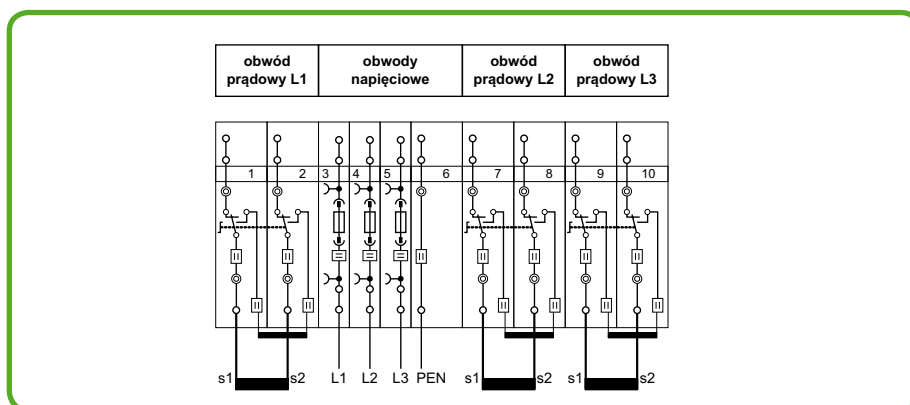 obwód obwody obwód obwód
prądowy L1 napięciowe prądowy L2 prądowy L3
1 2 3 4 5 6 7 8 9 10
s1 s2 L1 L2 L3 PEN s1 s2 s1 s2